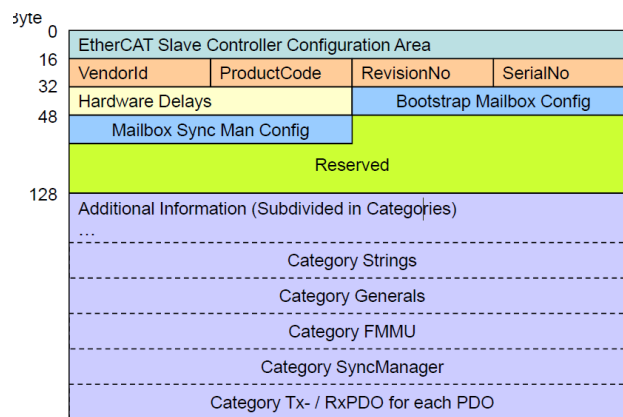 Byte
0
EtherCAT Slave Controller Configuration Area
16
VendorId ProductCode RevisionNo SerialNo
32
Hardware Delays Bootstrap Mailbox Config
48
Mailbox Sync Man Config
Reserved
128
Additional Information (Subdivided in Categories)
...
Category Strings
Category Generals
Category FMMU
Category SyncManager
Category Tx- / RxPDO for each PDO